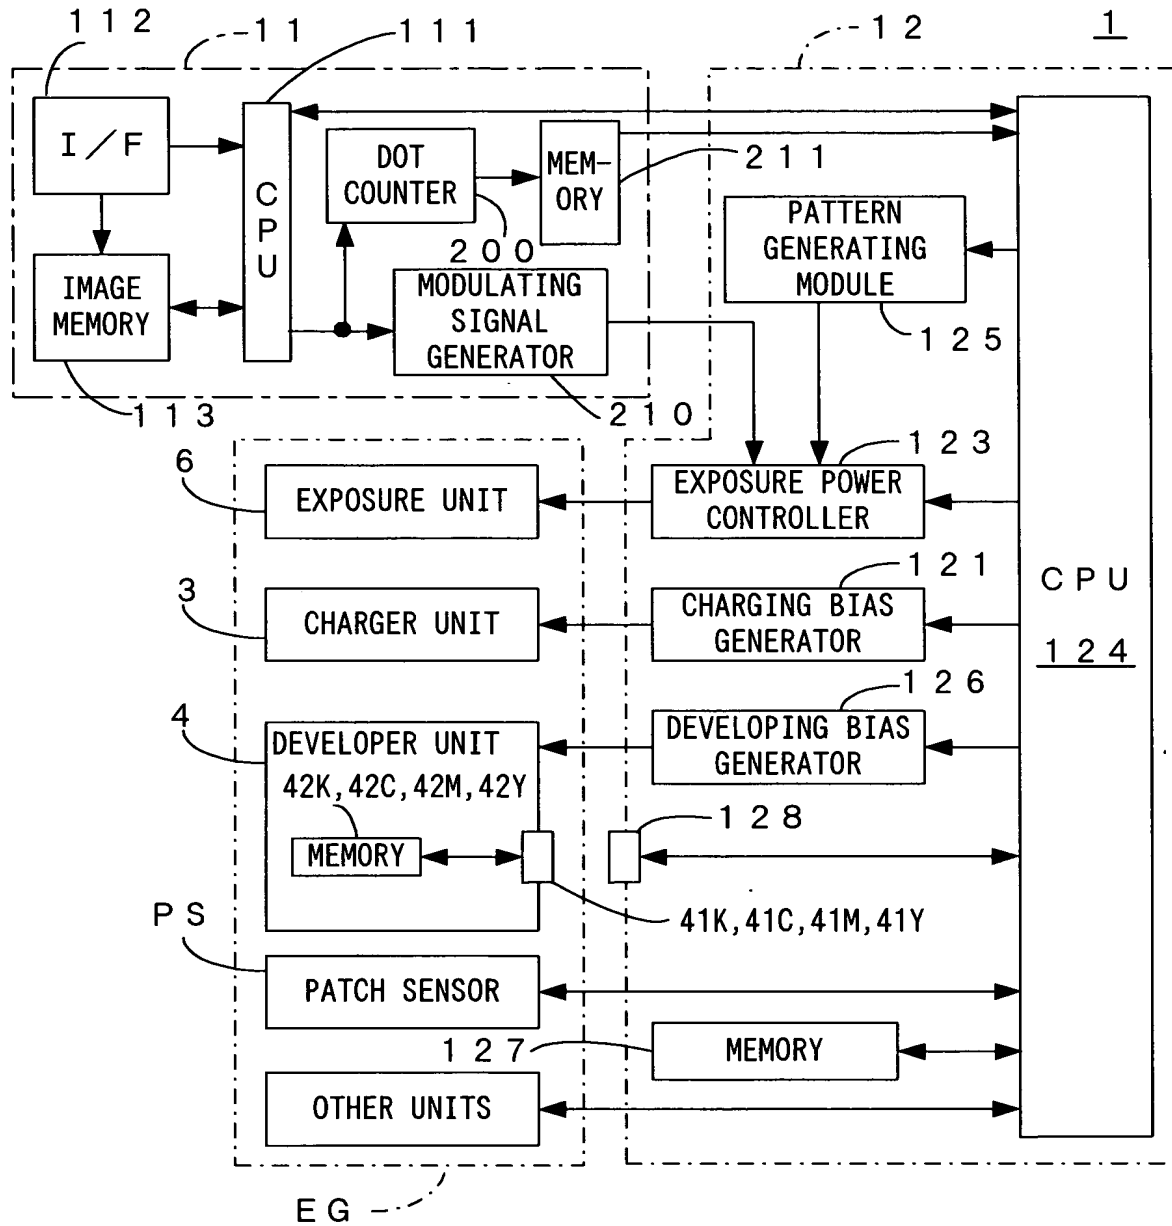 112
11
111
12
1
I/F
CPU
DOT
COUNTER
MEM-
ORY
211
200
PATTERN
GENERATING
MODULE
IMAGE
MEMORY
MODULATING
SIGNAL
GENERATOR
125
113
210
6
EXPOSURE UNIT
123
EXPOSURE POWER
CONTROLLER
3
CHARGER UNIT
121
CHARGING BIAS
GENERATOR
CPU
124
4
DEVELOPER UNIT
42K, 42C, 42M, 42Y
MEMORY
126
DEVELOPING BIAS
GENERATOR
128
41K, 41C, 41M, 41Y
PS
PATCH SENSOR
127
MEMORY
OTHER UNITS
EG